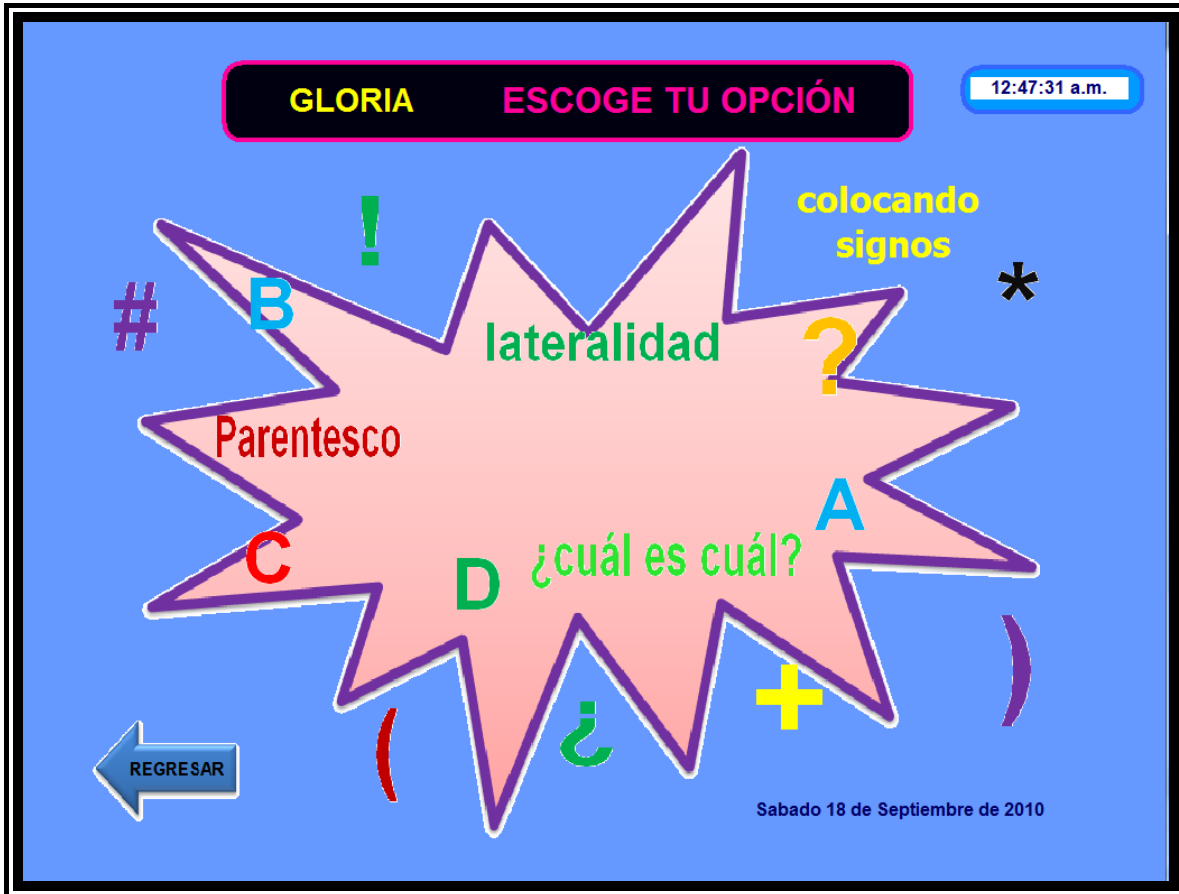 GLORIA ESCOGE TU OPCIÓN
12:47:31 a.m.
colocando
signos
!
#
B
*
lateralidad
?
Parentesco
A
C
D
¿cuál es cuál?
)
+
(
¿
REGRESAR
Sabado 18 de Septiembre de 2010